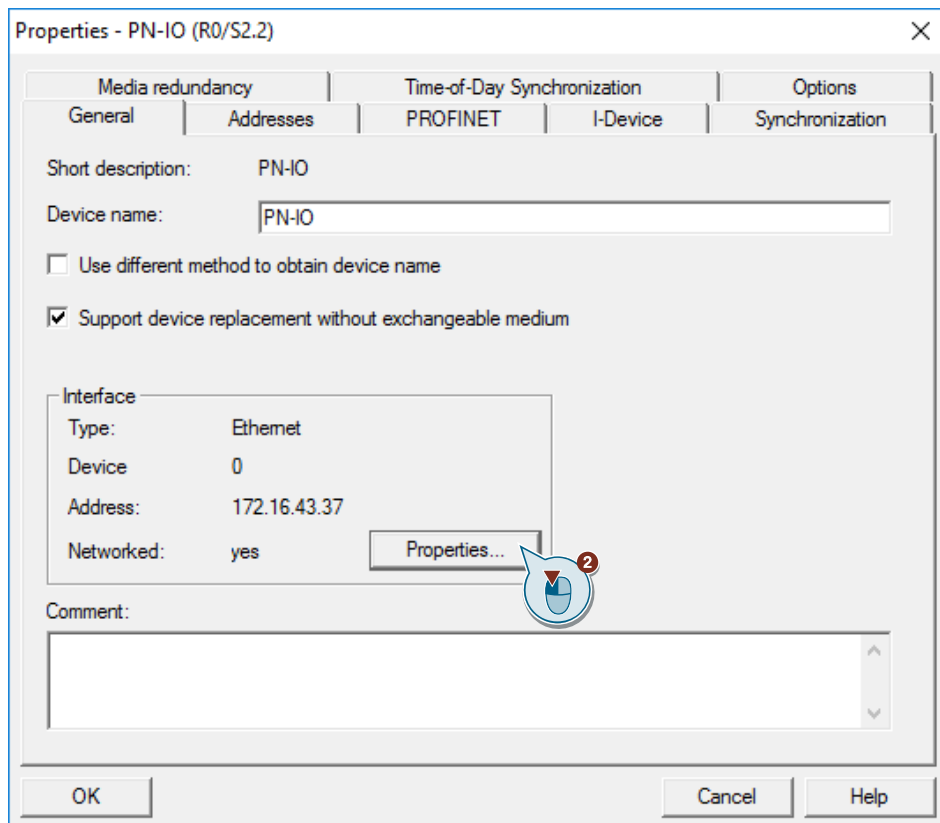 Properties - PN-IO (R0/S2.2)
Media redundancy Time-of-Day Synchronization Options
General Addresses PROFINET I-Device Synchronization
Short description: PN-IO
Device name: PN-IO
Use different method to obtain device name
Support device replacement without exchangeable medium
Interface
Type: Ethernet
Device 0
Address: 172.16.43.37
Networked: yes Properties...
2
Comment:
OK Cancel Help